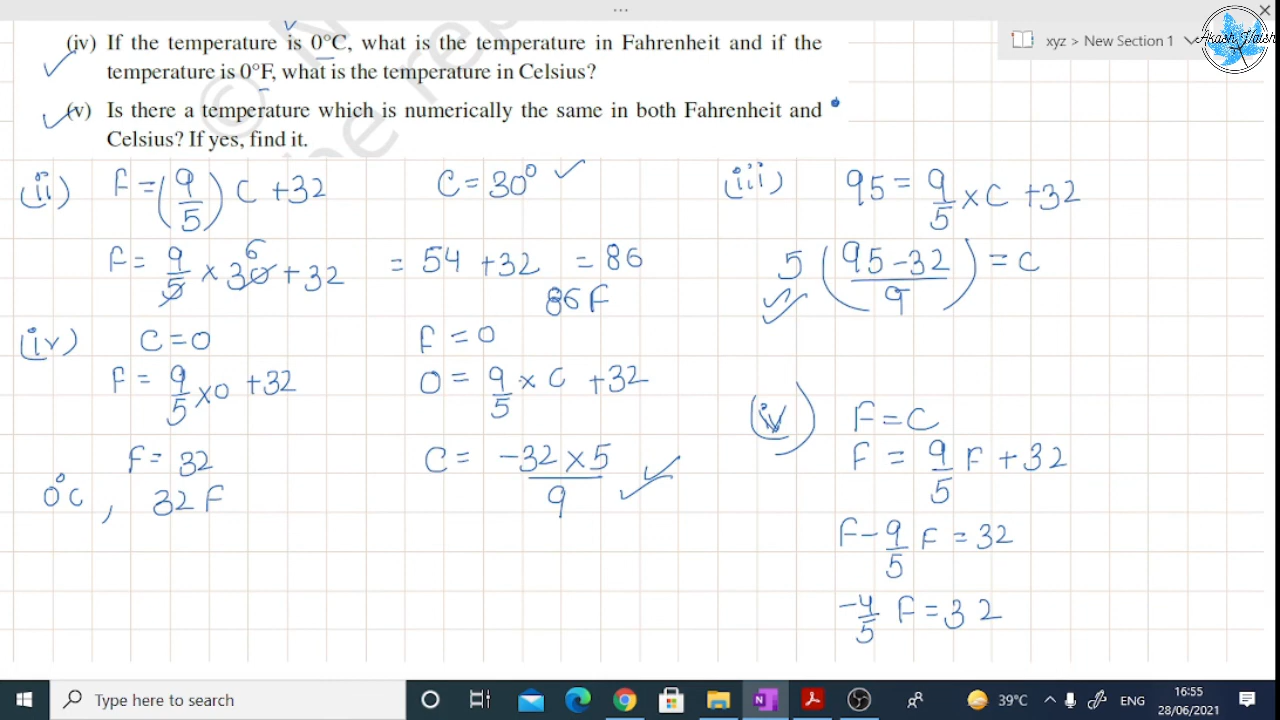 ...
xyz > New Section 1
Akash Harsh
(iv) If the temperature is 0°C, what is the temperature in Fahrenheit and if the
temperature is 0°F, what is the temperature in Celsius?
(v) Is there a temperature which is numerically the same in both Fahrenheit and
Celsius? If yes, find it.
(ii) F = (9/5) C + 32
C = 30°
F = 9/5 × 30 6 + 32 = 54 + 32 = 86
86 F
(iii) 95 = 9/5 × C + 32
5 (95 - 32 / 9) = C
(iv) C = 0
F = 9/5 × 0 + 32
F = 32
0°C, 32 F
F = 0
0 = 9/5 × C + 32
C = -32 × 5 / 9
(iv) F = C
F = 9/5 F + 32
F - 9/5 F = 32
-4/5 F = 32
Type here to search
39°C
ENG
16:55
28/06/2021